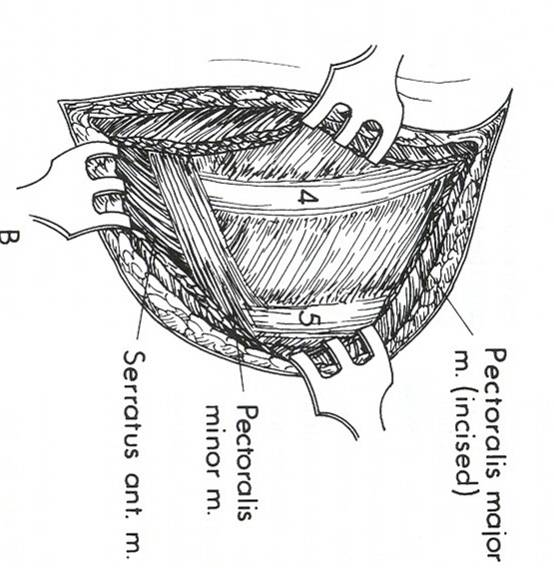 Pectoralis major
m. (incised)
4
5
Pectoralis
minor m.
Serratus ant. m.
B